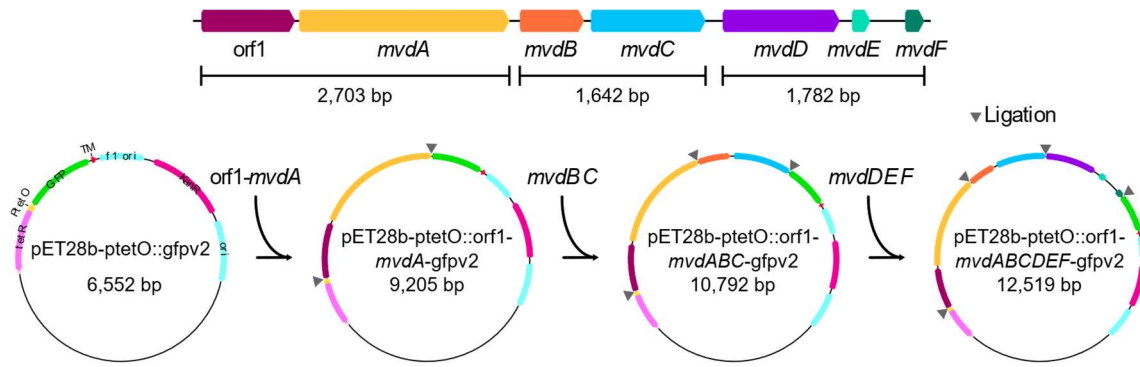 orf1 mvdA mvdB mvdC mvdD mvdE mvdF
2,703 bp 1,642 bp 1,782 bp
Ligation
TM f1 ori
PtetO GFP KanR
tetR ori
orf1-mvdA mvdBC mvdDEF
pET28b-ptetO::gfpv2
6,552 bp
pET28b-ptetO::orf1-
mvdA-gfpv2
9,205 bp
pET28b-ptetO::orf1-
mvdABC-gfpv2
10,792 bp
pET28b-ptetO::orf1-
mvdABCDEF-gfpv2
12,519 bp